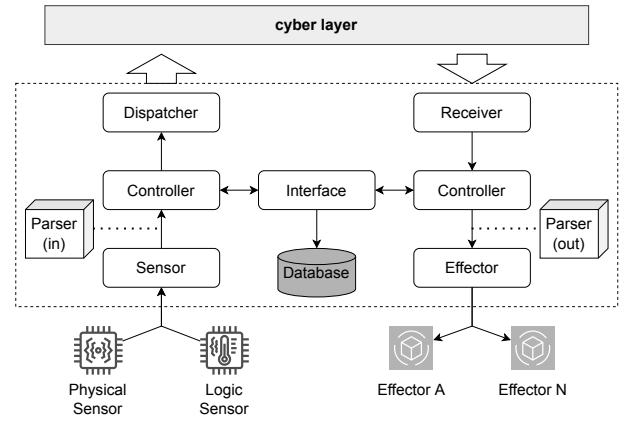 cyber layer
Dispatcher
Receiver
Controller
Interface
Controller
Parser
(in)
Parser
(out)
Sensor
Database
Effector
Physical
Sensor
Logic
Sensor
Effector A
Effector N